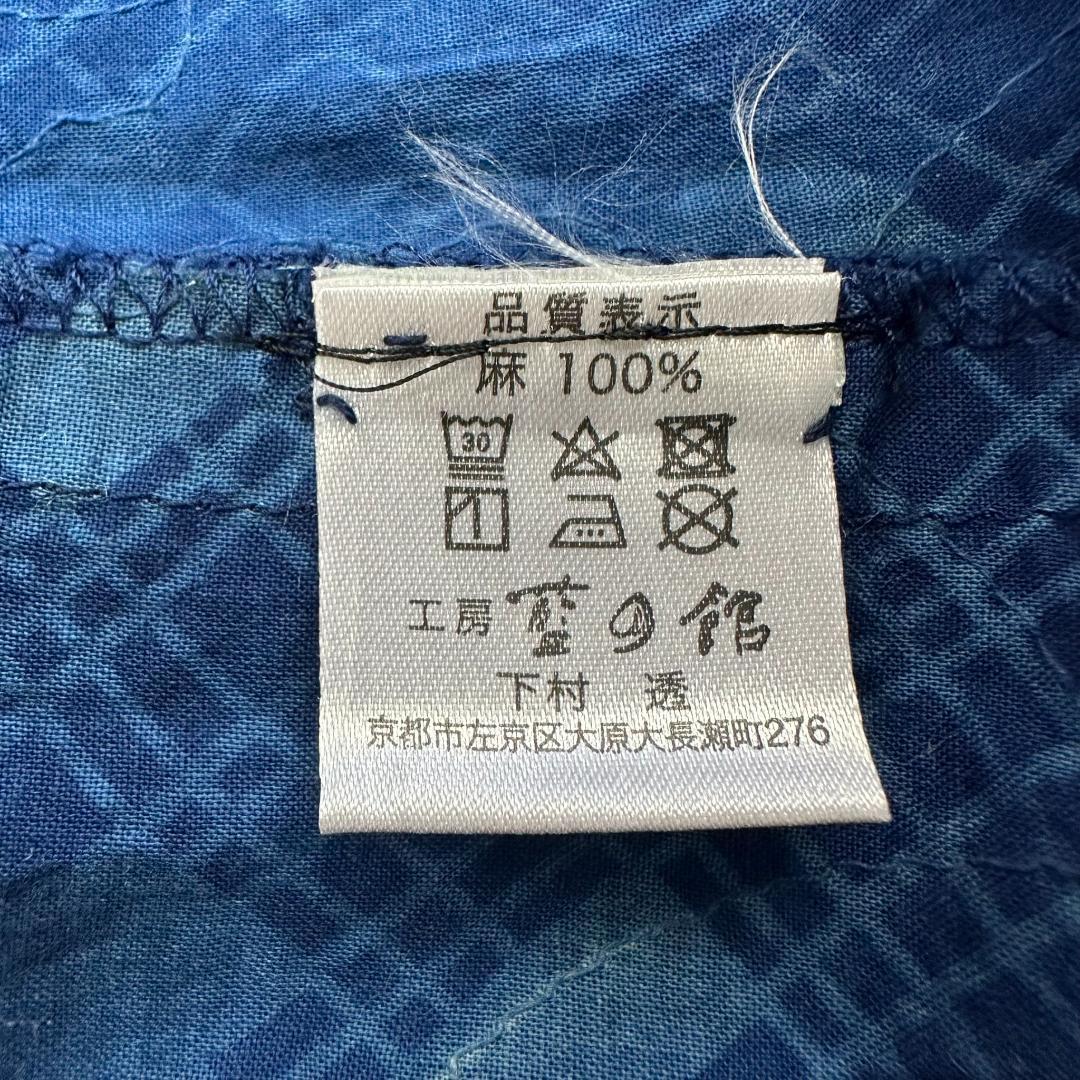 品質表示
麻 100%
30
工房 藍の館
下村 透
京都市左京区大原大長瀬町276